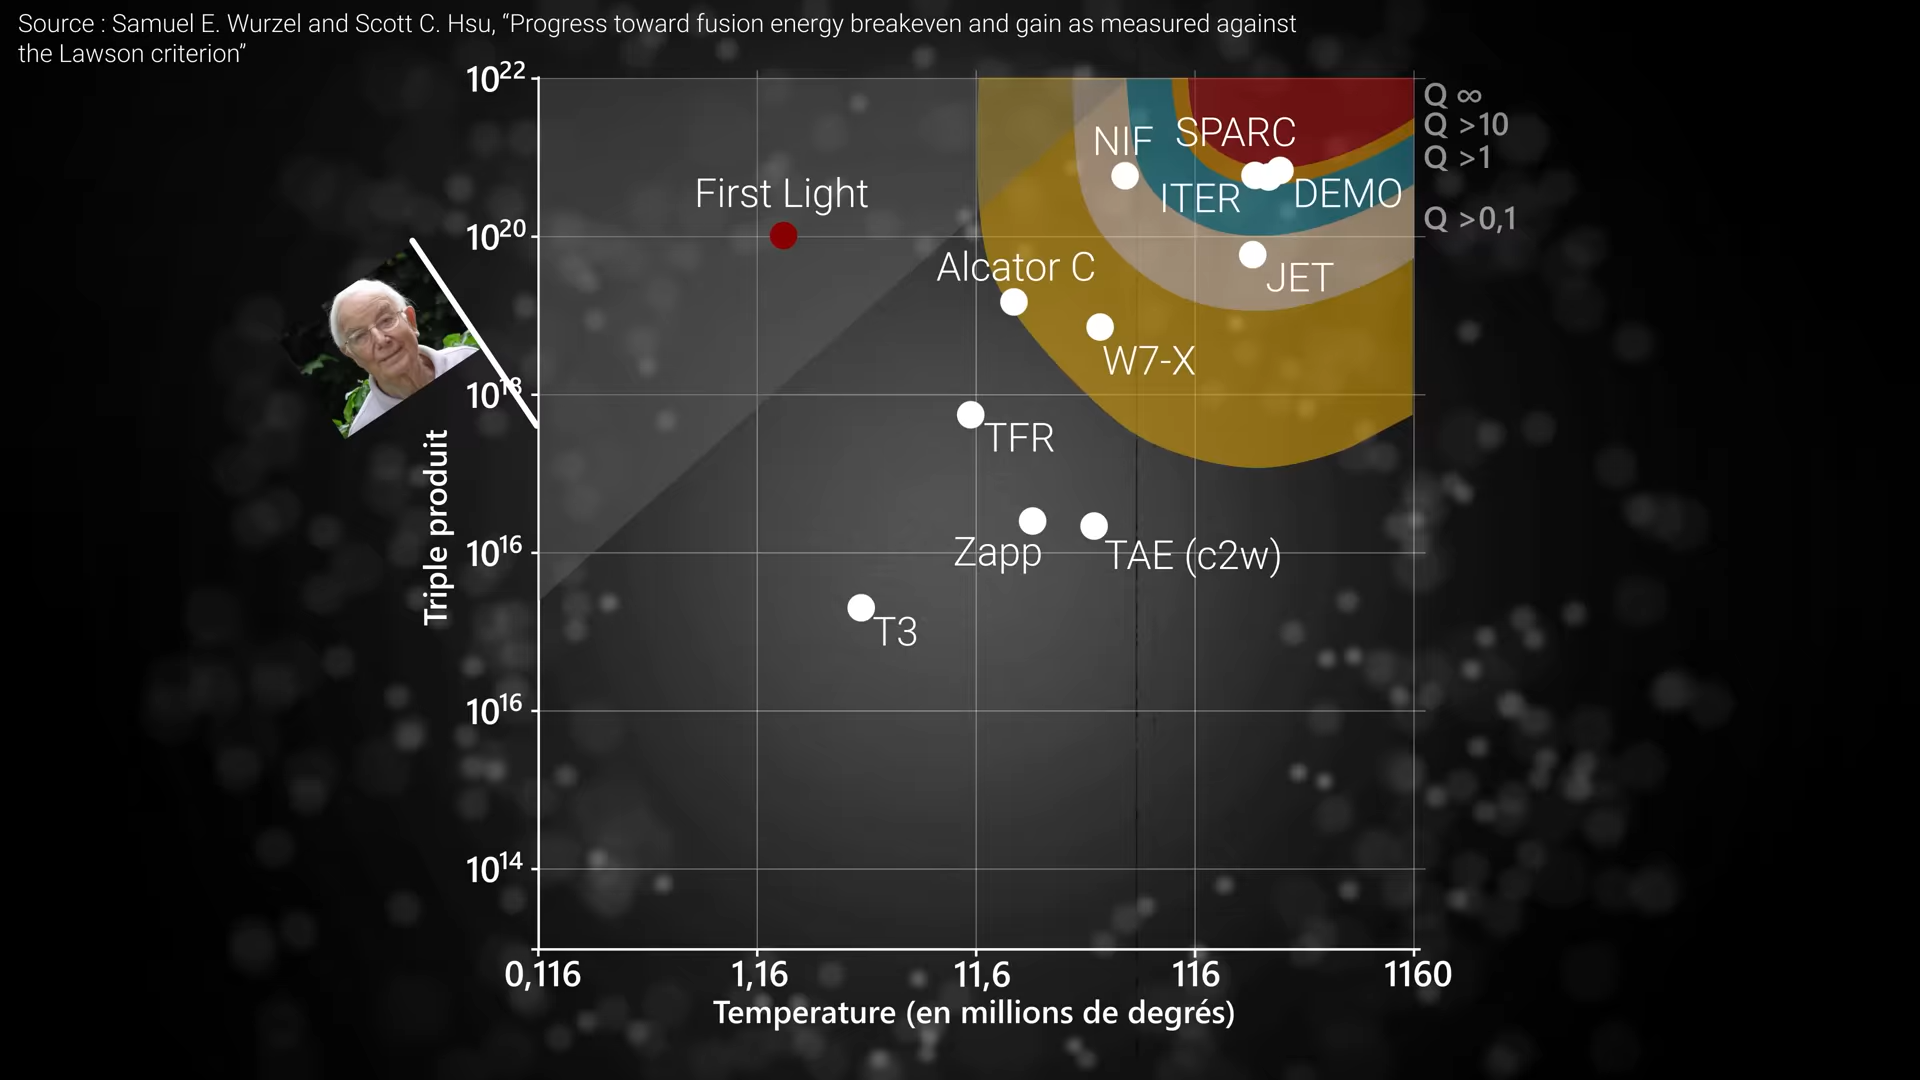 Source : Samuel E. Wurzel and Scott C. Hsu, “Progress toward fusion energy breakeven and gain as measured against
the Lawson criterion”
10²²
Q ∞
Q >10
Q >1
Q >0,1
NIF
SPARC
ITER
DEMO
First Light
10²⁰
Alcator C
JET
W7-X
10¹⁸
TFR
Triple produit
10¹⁶
Zapp
TAE (c2w)
T3
10¹⁶
10¹⁴
0,116
1,16
11,6
116
1160
Temperature (en millions de degrés)